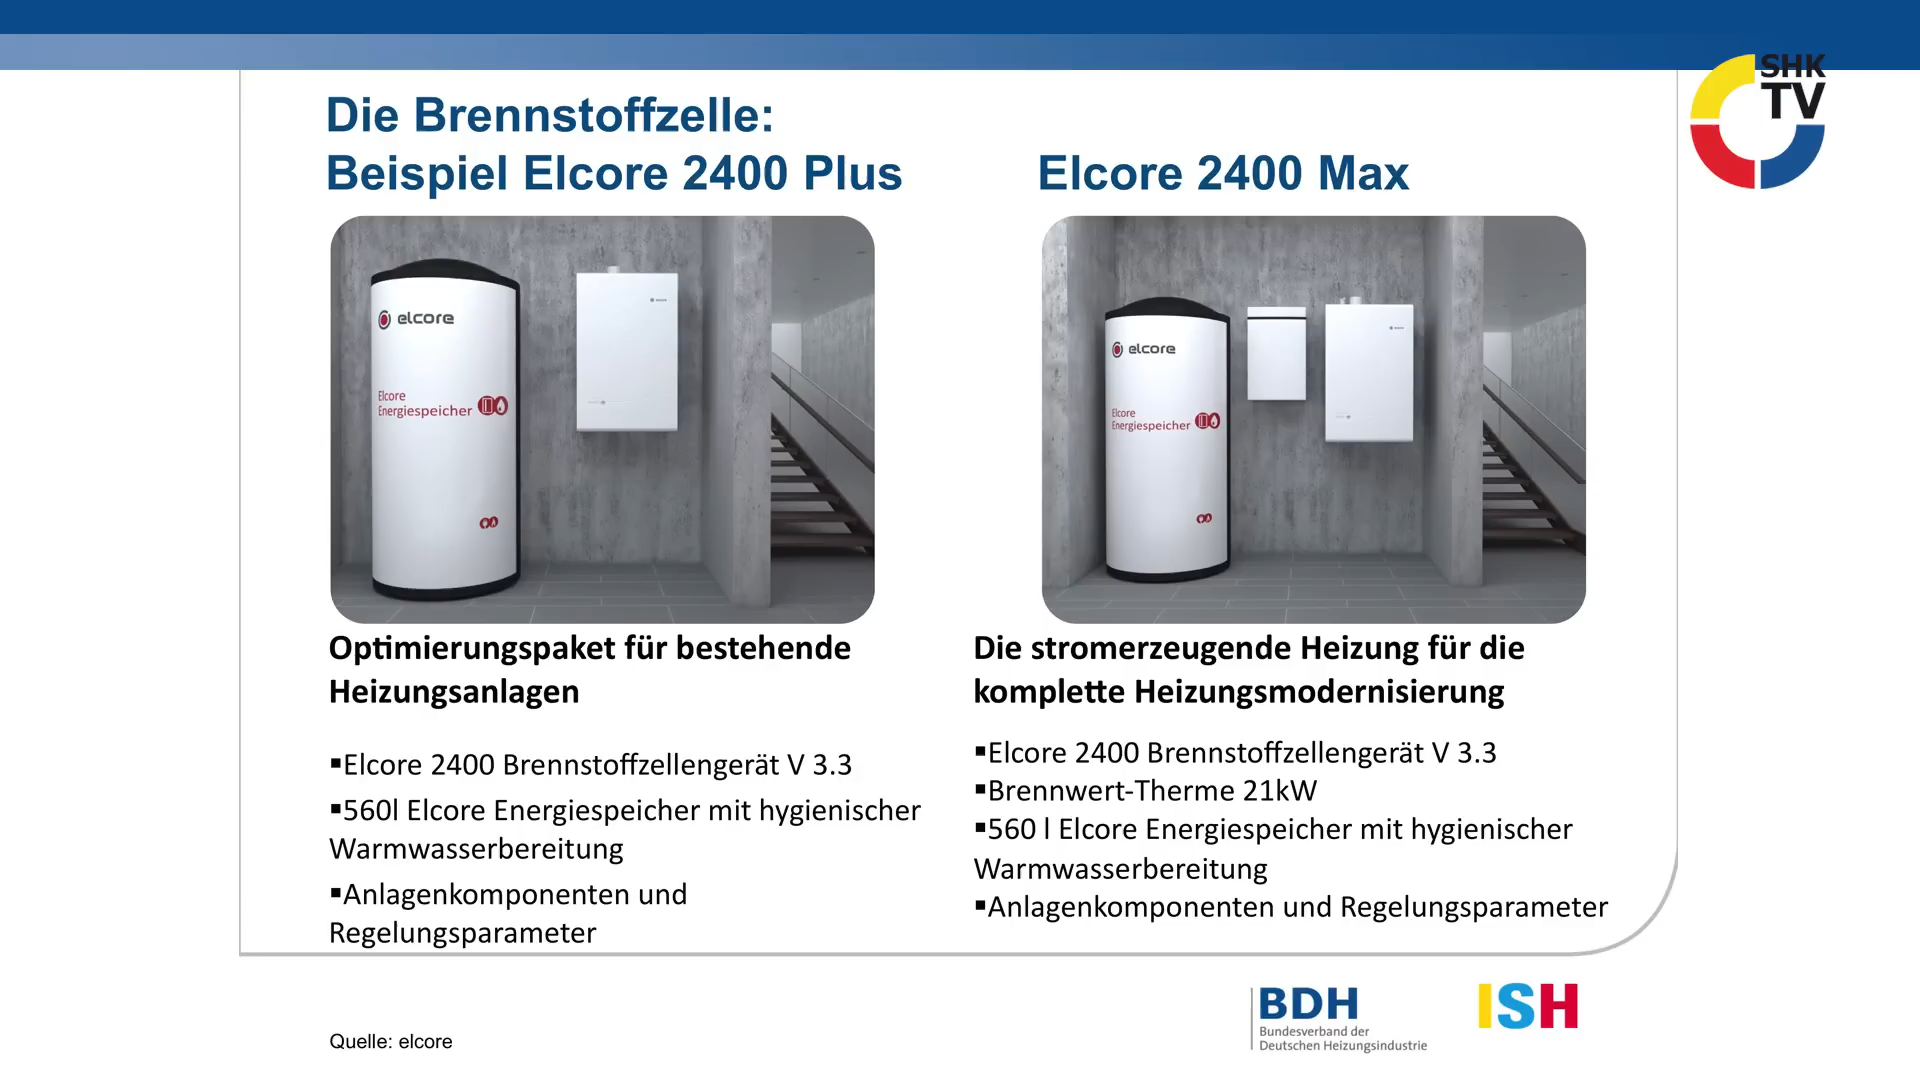 SHK
TV
Die Brennstoffzelle:
Beispiel Elcore 2400 Plus
Elcore 2400 Max
elcore
Elcore
Energiespeicher
elcore
Elcore
Energiespeicher
Optimierungspaket für bestehende
Heizungsanlagen
▪Elcore 2400 Brennstoffzellengerät V 3.3
▪560l Elcore Energiespeicher mit hygienischer
Warmwasserbereitung
▪Anlagenkomponenten und
Regelungsparameter
Die stromerzeugende Heizung für die
komplette Heizungsmodernisierung
▪Elcore 2400 Brennstoffzellengerät V 3.3
▪Brennwert-Therme 21kW
▪560 l Elcore Energiespeicher mit hygienischer
Warmwasserbereitung
▪Anlagenkomponenten und Regelungsparameter
Quelle: elcore
BDH
Bundesverband der
Deutschen Heizungsindustrie
ISH